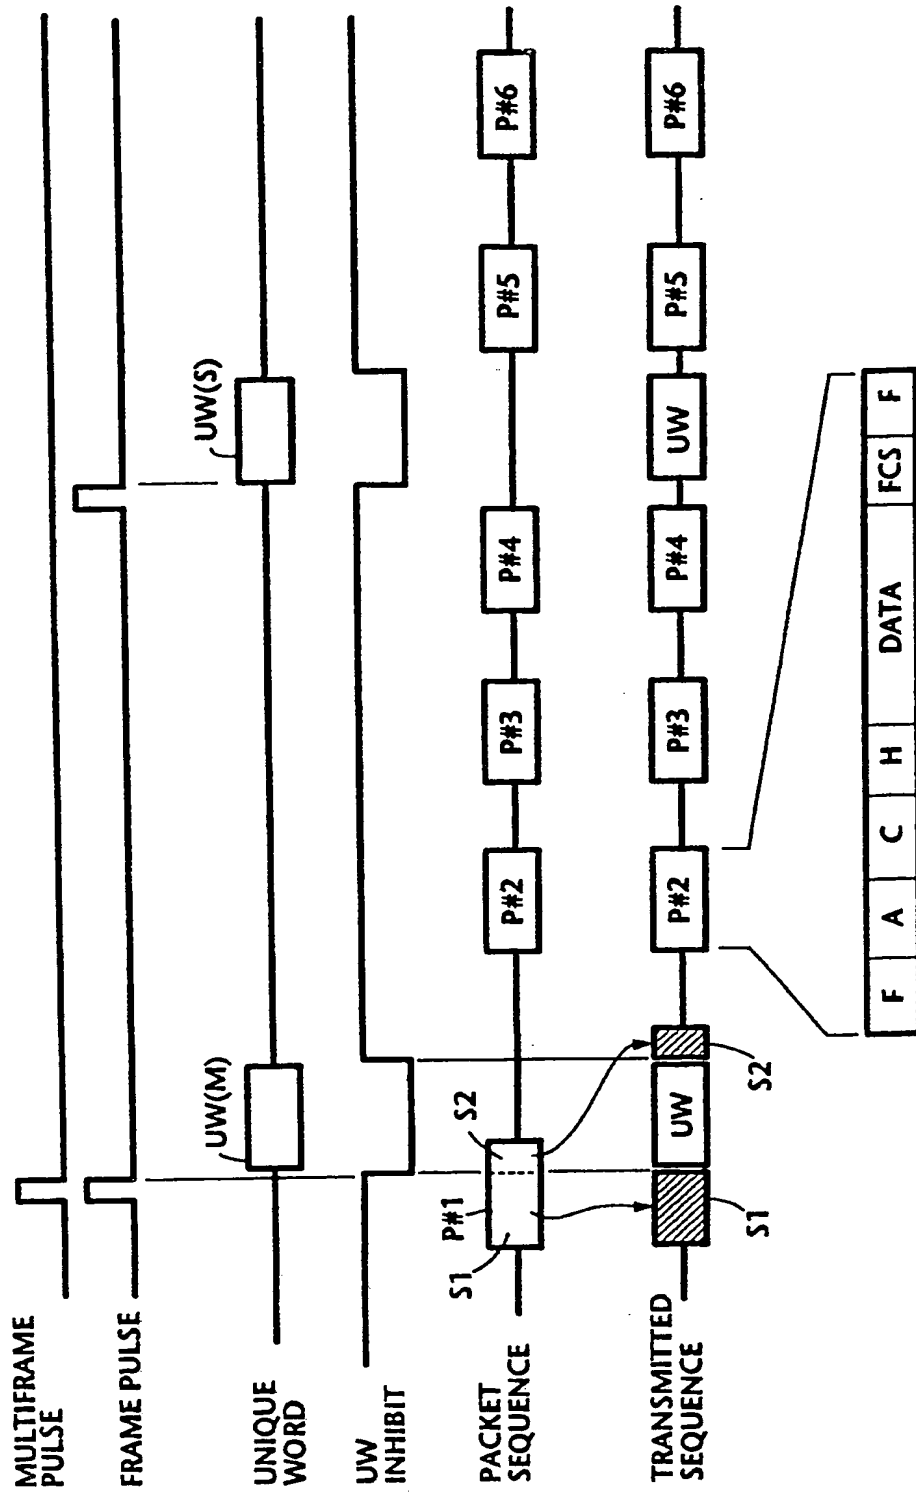 MULTIFRAME
PULSE
FRAME PULSE
UNIQUE
WORD
UW(M)
UW(S)
UW
INHIBIT
PACKET
SEQUENCE
S1
P#1
S2
P#2
P#3
P#4
P#5
P#6
TRANSMITTED
SEQUENCE
S1
UW
S2
P#2
P#3
P#4
UW
P#5
P#6
F A C H DATA FCS F